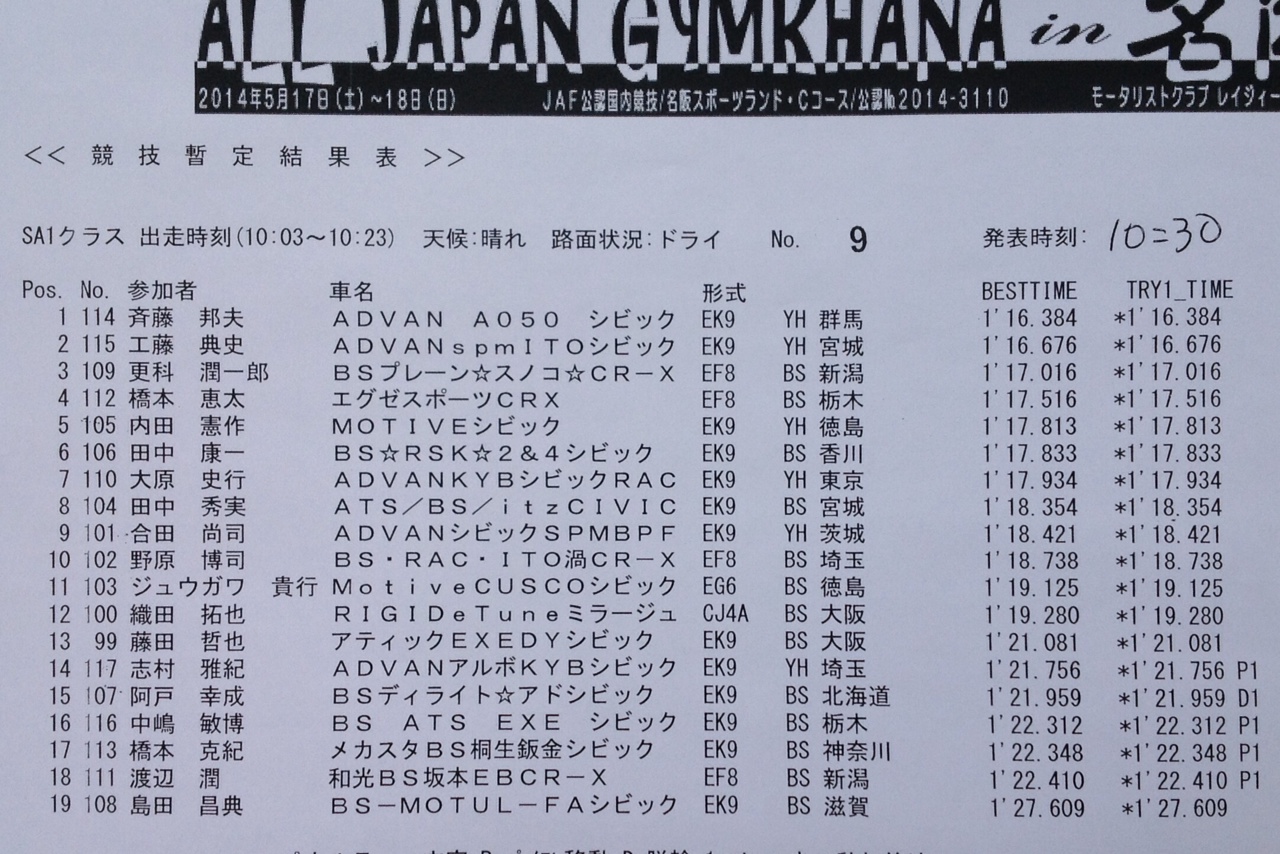 ALL JAPAN GYMKHANA in 名
2014年5月17日(土)~18日(日) JAF公認国内競技/名阪スポーツランド・Cコース/公認№2014-3110 モータリストクラブ レイジィー
<< 競 技 暫 定 結 果 表 >>
SA1クラス 出走時刻(10:03～10:23) 天候:晴れ 路面状況:ドライ No. 9 発表時刻: 10=30
Pos. No. 参加者 車名 形式 BESTTIME TRY1_TIME
1 114 斉藤 邦夫 ＡＤＶＡＮ Ａ０５０ シビック EK9 YH 群馬 1'16.384 *1'16.384
2 115 工藤 典史 ＡＤＶＡＮｓｐｍＩＴＯシビック EK9 YH 宮城 1'16.676 *1'16.676
3 109 更科 潤一郎 ＢＳプレーン☆スノコ☆ＣＲ－Ｘ EF8 BS 新潟 1'17.016 *1'17.016
4 112 橋本 恵太 エグゼスポーツＣＲＸ EF8 BS 栃木 1'17.516 *1'17.516
5 105 内田 憲作 ＭＯＴＩＶＥシビック EK9 YH 徳島 1'17.813 *1'17.813
6 106 田中 康一 ＢＳ☆ＲＳＫ☆２＆４シビック EK9 BS 香川 1'17.833 *1'17.833
7 110 大原 史行 ＡＤＶＡＮＫＹＢシビックＲＡＣ EK9 YH 東京 1'17.934 *1'17.934
8 104 田中 秀実 ＡＴＳ／ＢＳ／ｉｔｚＣＩＶＩＣ EK9 BS 宮城 1'18.354 *1'18.354
9 101 合田 尚司 ＡＤＶＡＮシビックＳＰＭＢＰＦ EK9 YH 茨城 1'18.421 *1'18.421
10 102 野原 博司 ＢＳ・ＲＡＣ・ＩＴＯ渦ＣＲ－Ｘ EF8 BS 埼玉 1'18.738 *1'18.738
11 103 ジュウガワ 貴行 ＭｏｔｉｖｅＣＵＳＣＯシビック EG6 BS 徳島 1'19.125 *1'19.125
12 100 織田 拓也 ＲＩＧＩＤｅＴｕｎｅミラージュ CJ4A BS 大阪 1'19.280 *1'19.280
13 99 藤田 哲也 アティックＥＸＥＤＹシビック EK9 BS 大阪 1'21.081 *1'21.081
14 117 志村 雅紀 ＡＤＶＡＮアルボＫＹＢシビック EK9 YH 埼玉 1'21.756 *1'21.756 P1
15 107 阿戸 幸成 ＢＳディライト☆アドシビック EK9 BS 北海道 1'21.959 *1'21.959 D1
16 116 中嶋 敏博 ＢＳ ＡＴＳ ＥＸＥ シビック EK9 BS 栃木 1'22.312 *1'22.312 P1
17 113 橋本 克紀 メカスタＢＳ桐生鈑金シビック EK9 BS 神奈川 1'22.348 *1'22.348 P1
18 111 渡辺 潤 和光ＢＳ坂本ＥＢＣＲ－Ｘ EF8 BS 新潟 1'22.410 *1'22.410 P1
19 108 島田 昌典 ＢＳ－ＭＯＴＵＬ－ＦＡシビック EK9 BS 滋賀 1'27.609 *1'27.609